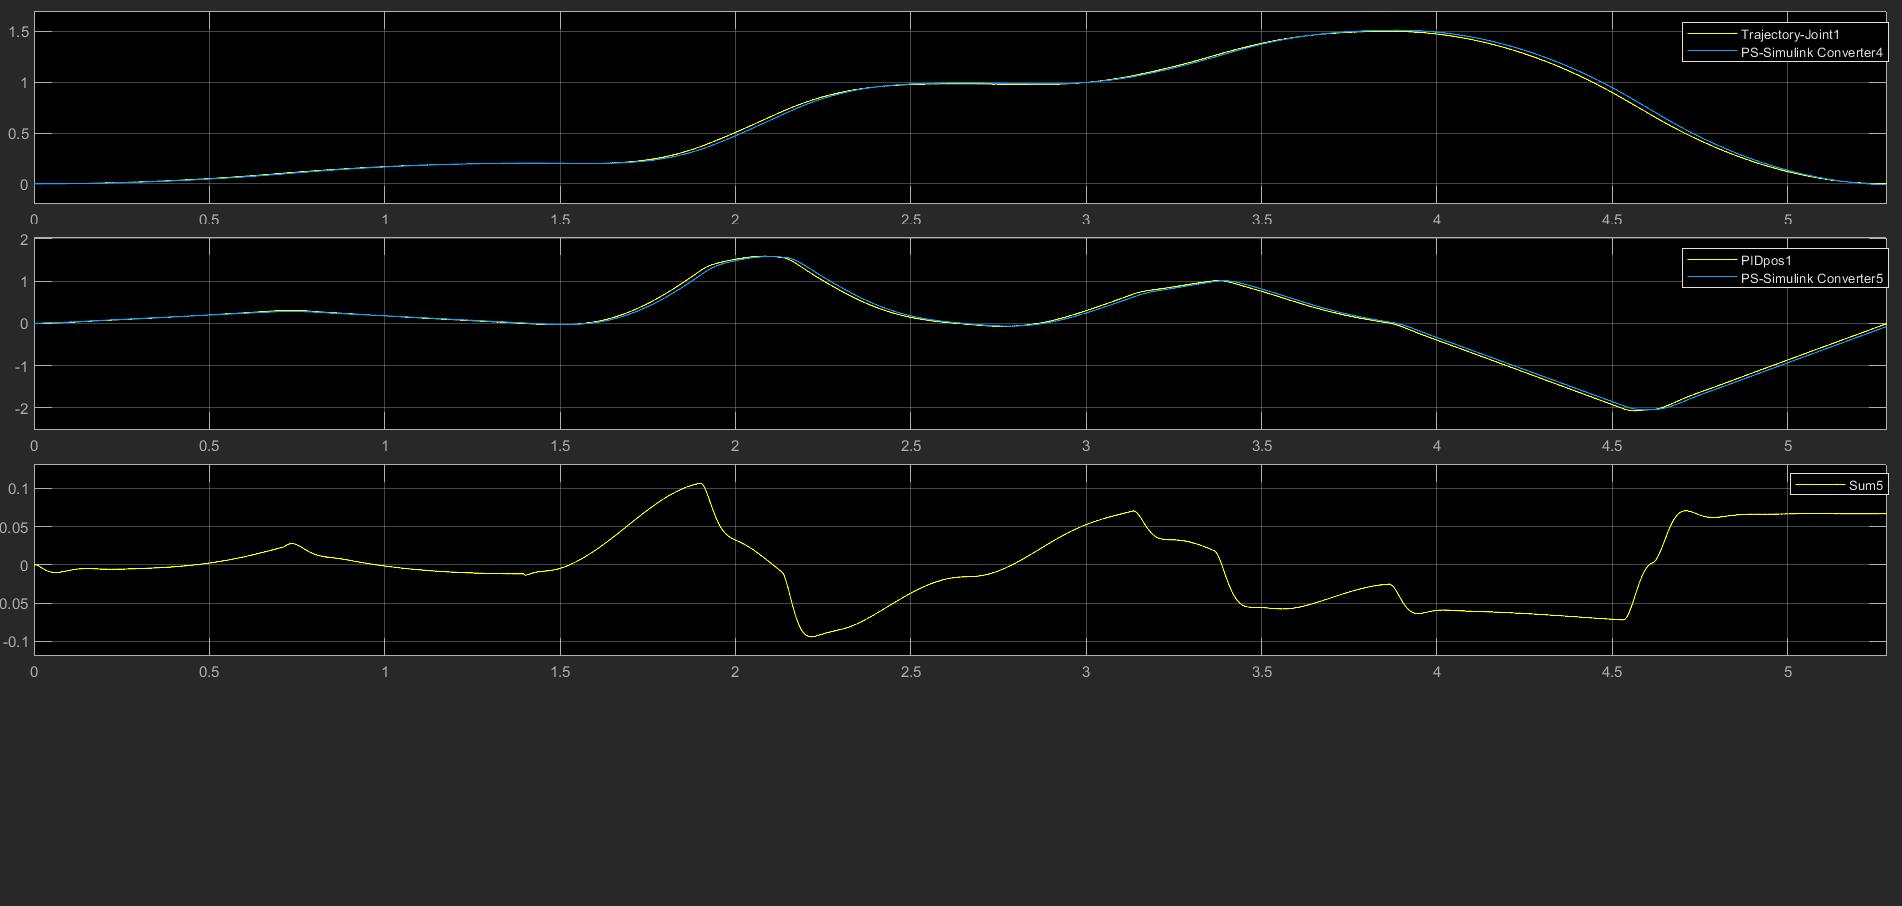 1.5
1
0.5
0
Trajectory-Joint1
PS-Simulink Converter4
0 0.5 1 1.5 2 2.5 3 3.5 4 4.5 5
2
1
0
-1
-2
PIDpos1
PS-Simulink Converter5
0 0.5 1 1.5 2 2.5 3 3.5 4 4.5 5
0.1
0.05
0
0.05
-0.1
Sum5
0 0.5 1 1.5 2 2.5 3 3.5 4 4.5 5